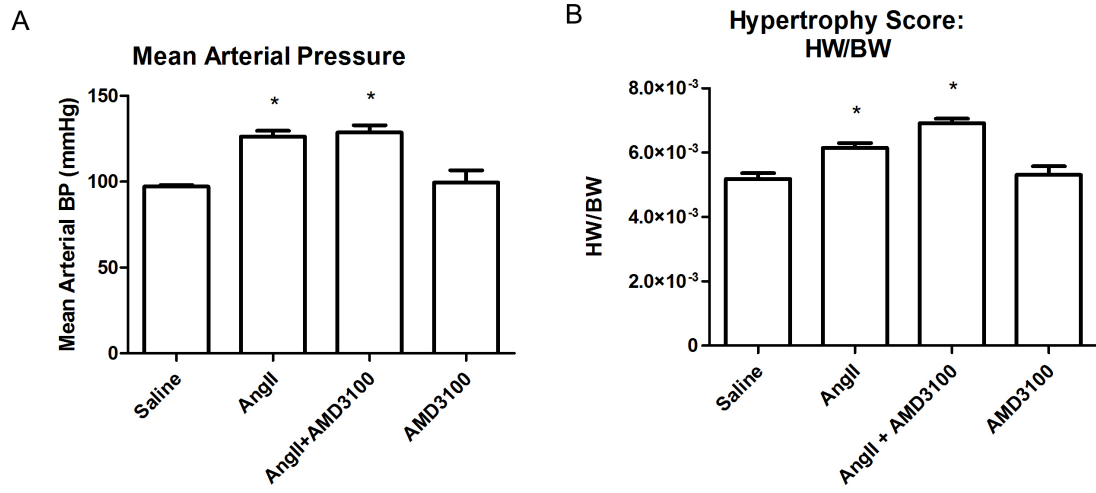 A
Mean Arterial Pressure
Mean Arterial BP (mmHg)
150
100
50
0
*
*
Saline
AngII
AngII+AMD3100
AMD3100
B
Hypertrophy Score:
HW/BW
HW/BW
8.0×10⁻³
6.0×10⁻³
4.0×10⁻³
2.0×10⁻³
0
*
*
Saline
AngII
AngII + AMD3100
AMD3100